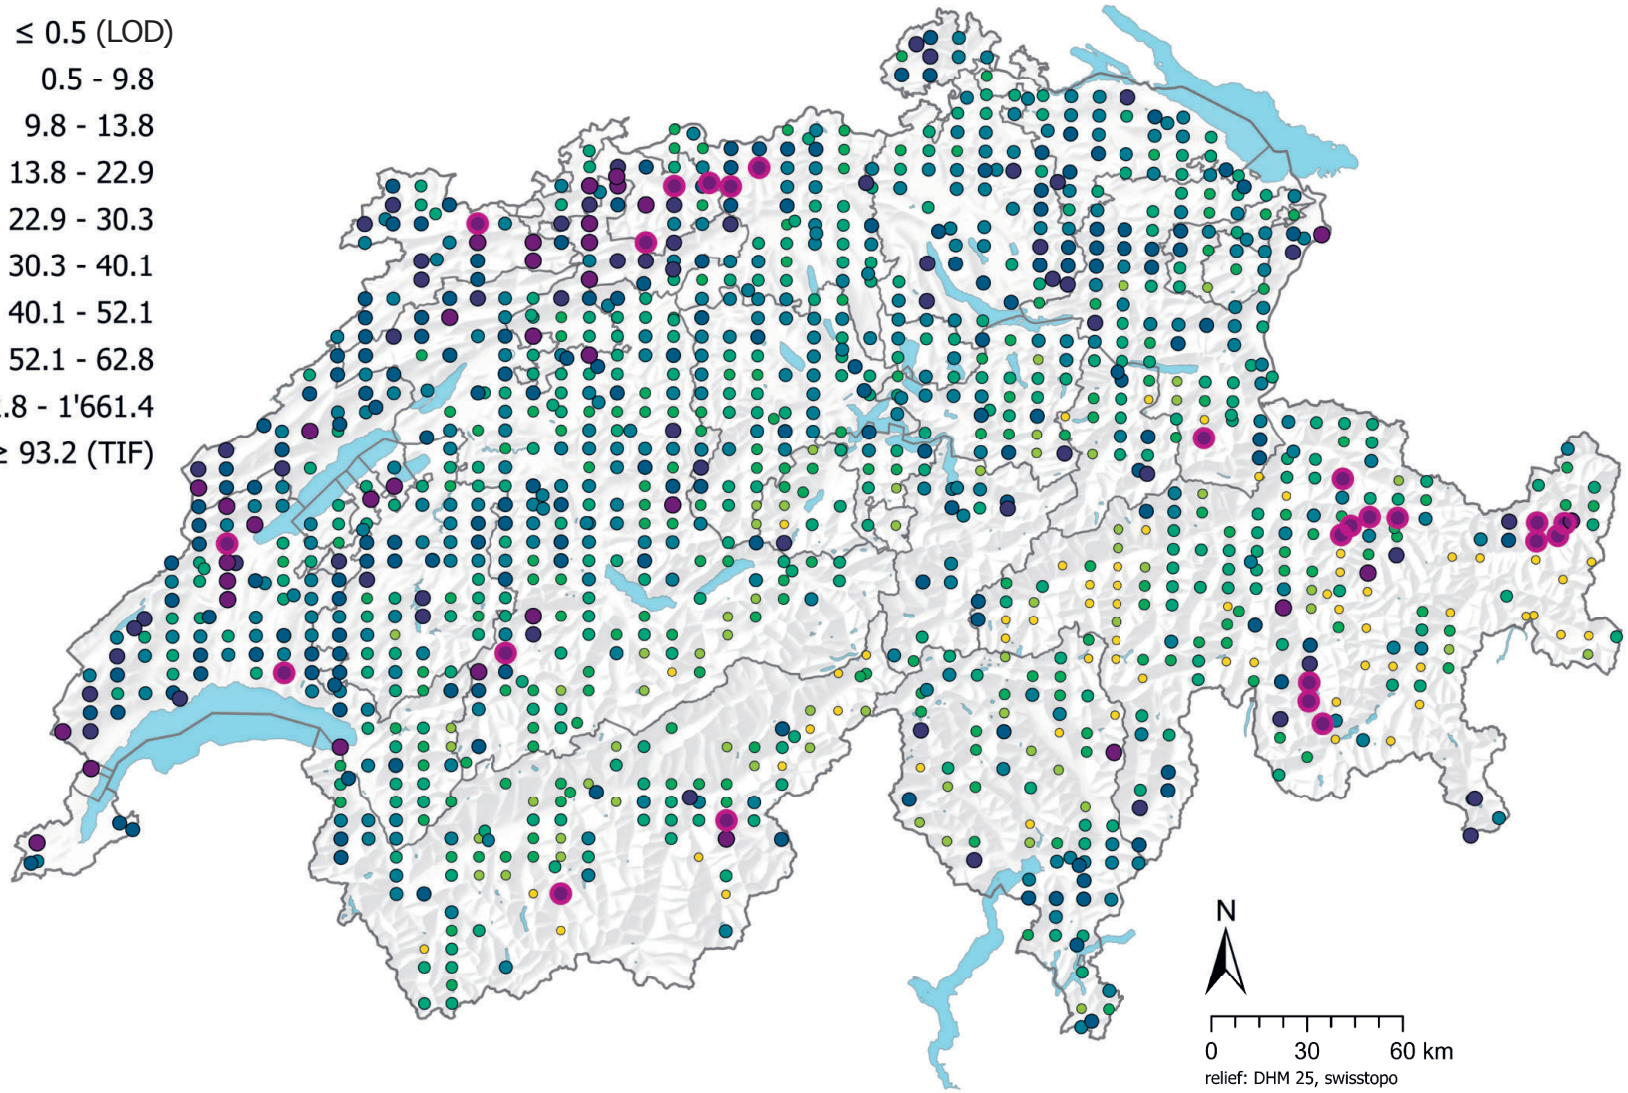 ≤ 0.5 (LOD)
0.5 - 9.8
9.8 - 13.8
13.8 - 22.9
22.9 - 30.3
30.3 - 40.1
40.1 - 52.1
52.1 - 62.8
.8 - 1'661.4
≥ 93.2 (TIF)
N
0 30 60 km
relief: DHM 25, swisstopo